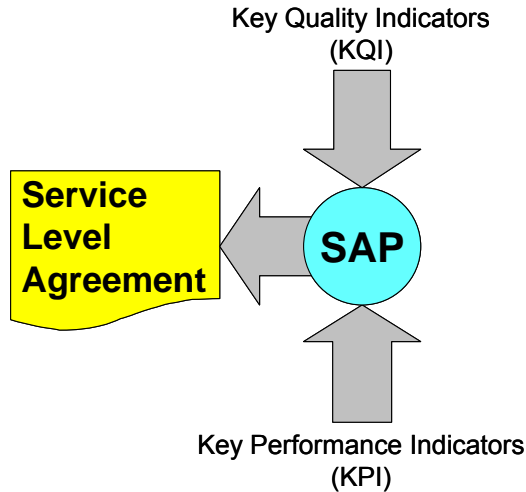 Key Quality Indicators
(KQI)
Service
Level
Agreement
SAP
Key Performance Indicators
(KPI)